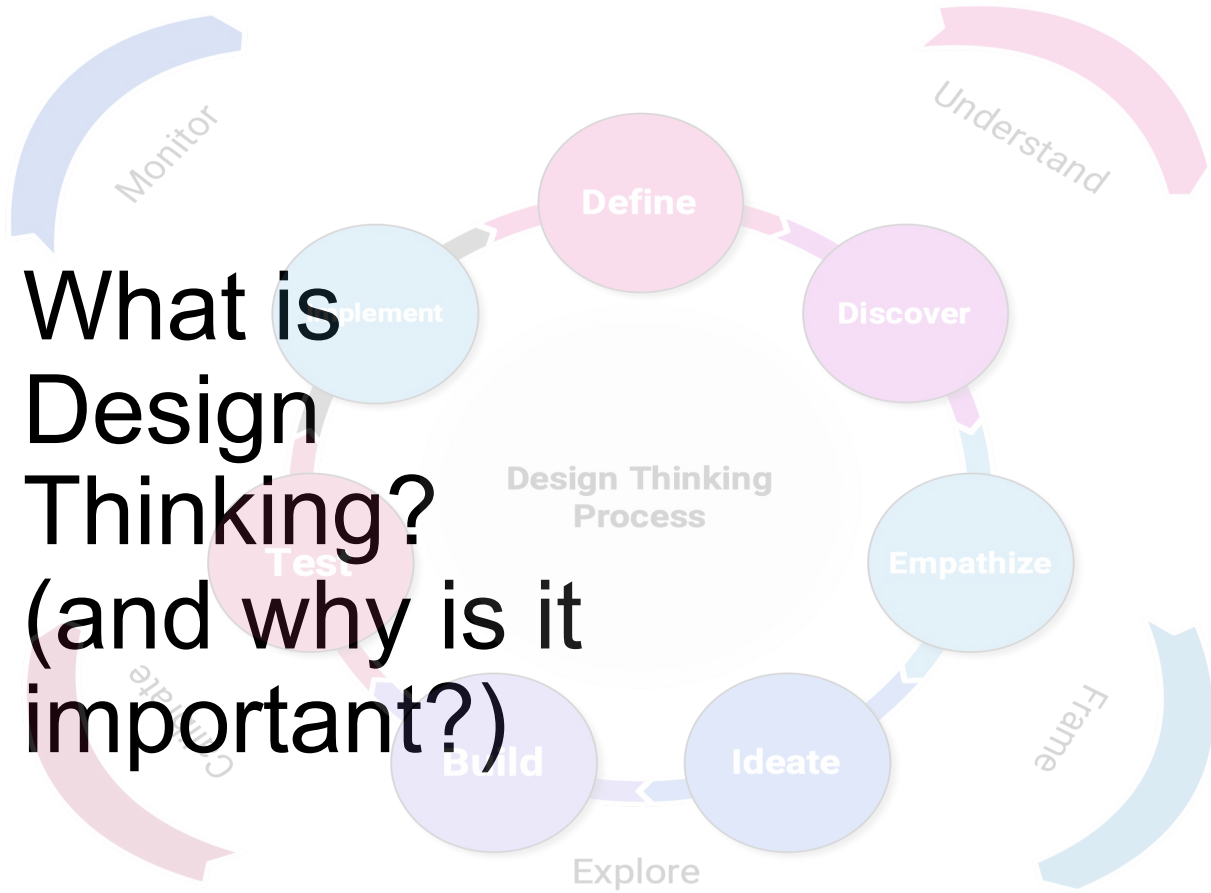 What is
Design
Thinking?
(and why is it
important?)
Monitor
Understand
Define
Implement
Discover
Design Thinking
Process
Test
Empathize
Build
Ideate
Frame
Explore